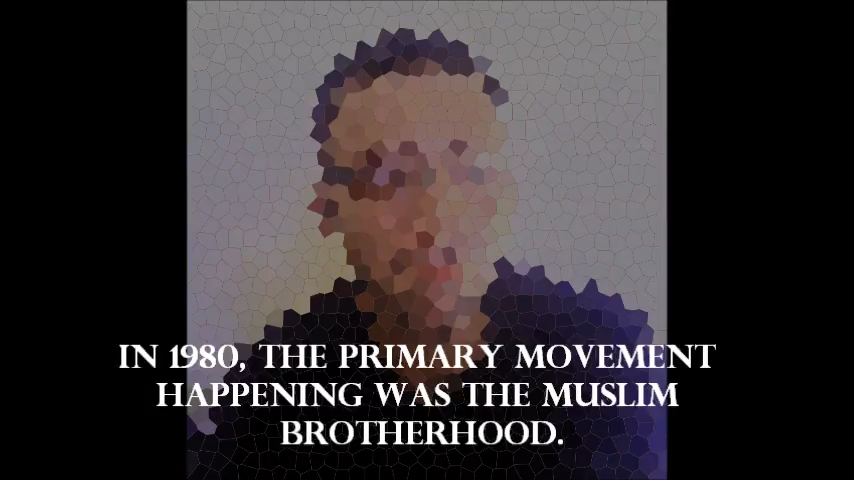 IN 1980, THE PRIMARY MOVEMENT
HAPPENING WAS THE MUSLIM
BROTHERHOOD.